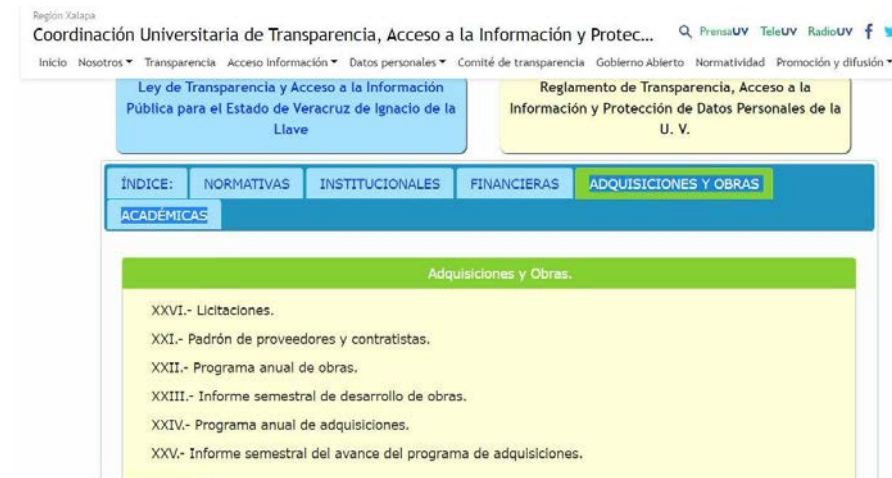 Región Xalapa
Coordinación Universitaria de Transparencia, Acceso a la Información y Protec...
PrensaUV TeleUV RadioUV
Inicio Nosotros Transparencia Acceso Información Datos personales Comité de transparencia Gobierno Abierto Normatividad Promoción y difusión
Ley de Transparencia y Acceso a la Información
Pública para el Estado de Veracruz de Ignacio de la
Llave
Reglamento de Transparencia, Acceso a la
Información y Protección de Datos Personales de la
U. V.
ÍNDICE: NORMATIVAS INSTITUCIONALES FINANCIERAS ADQUISICIONES Y OBRAS
ACADÉMICAS
Adquisiciones y Obras.
XXVI.- Licitaciones.
XXI.- Padrón de proveedores y contratistas.
XXII.- Programa anual de obras.
XXIII.- Informe semestral de desarrollo de obras.
XXIV.- Programa anual de adquisiciones.
XXV.- Informe semestral del avance del programa de adquisiciones.